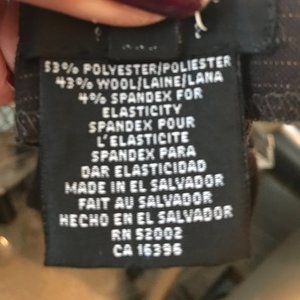 53% POLYESTER/POLIESTER
43% WOOL/LAINE/LANA
4% SPANDEX FOR
ELASTICITY
SPANDEX POUR
L'ELASTICITE
SPANDEX PARA
DAR ELASTICIDAD
MADE IN EL SALVADOR
FAIT AU SALVADOR
HECHO EN EL SALVADOR
RN 52002
CA 16396